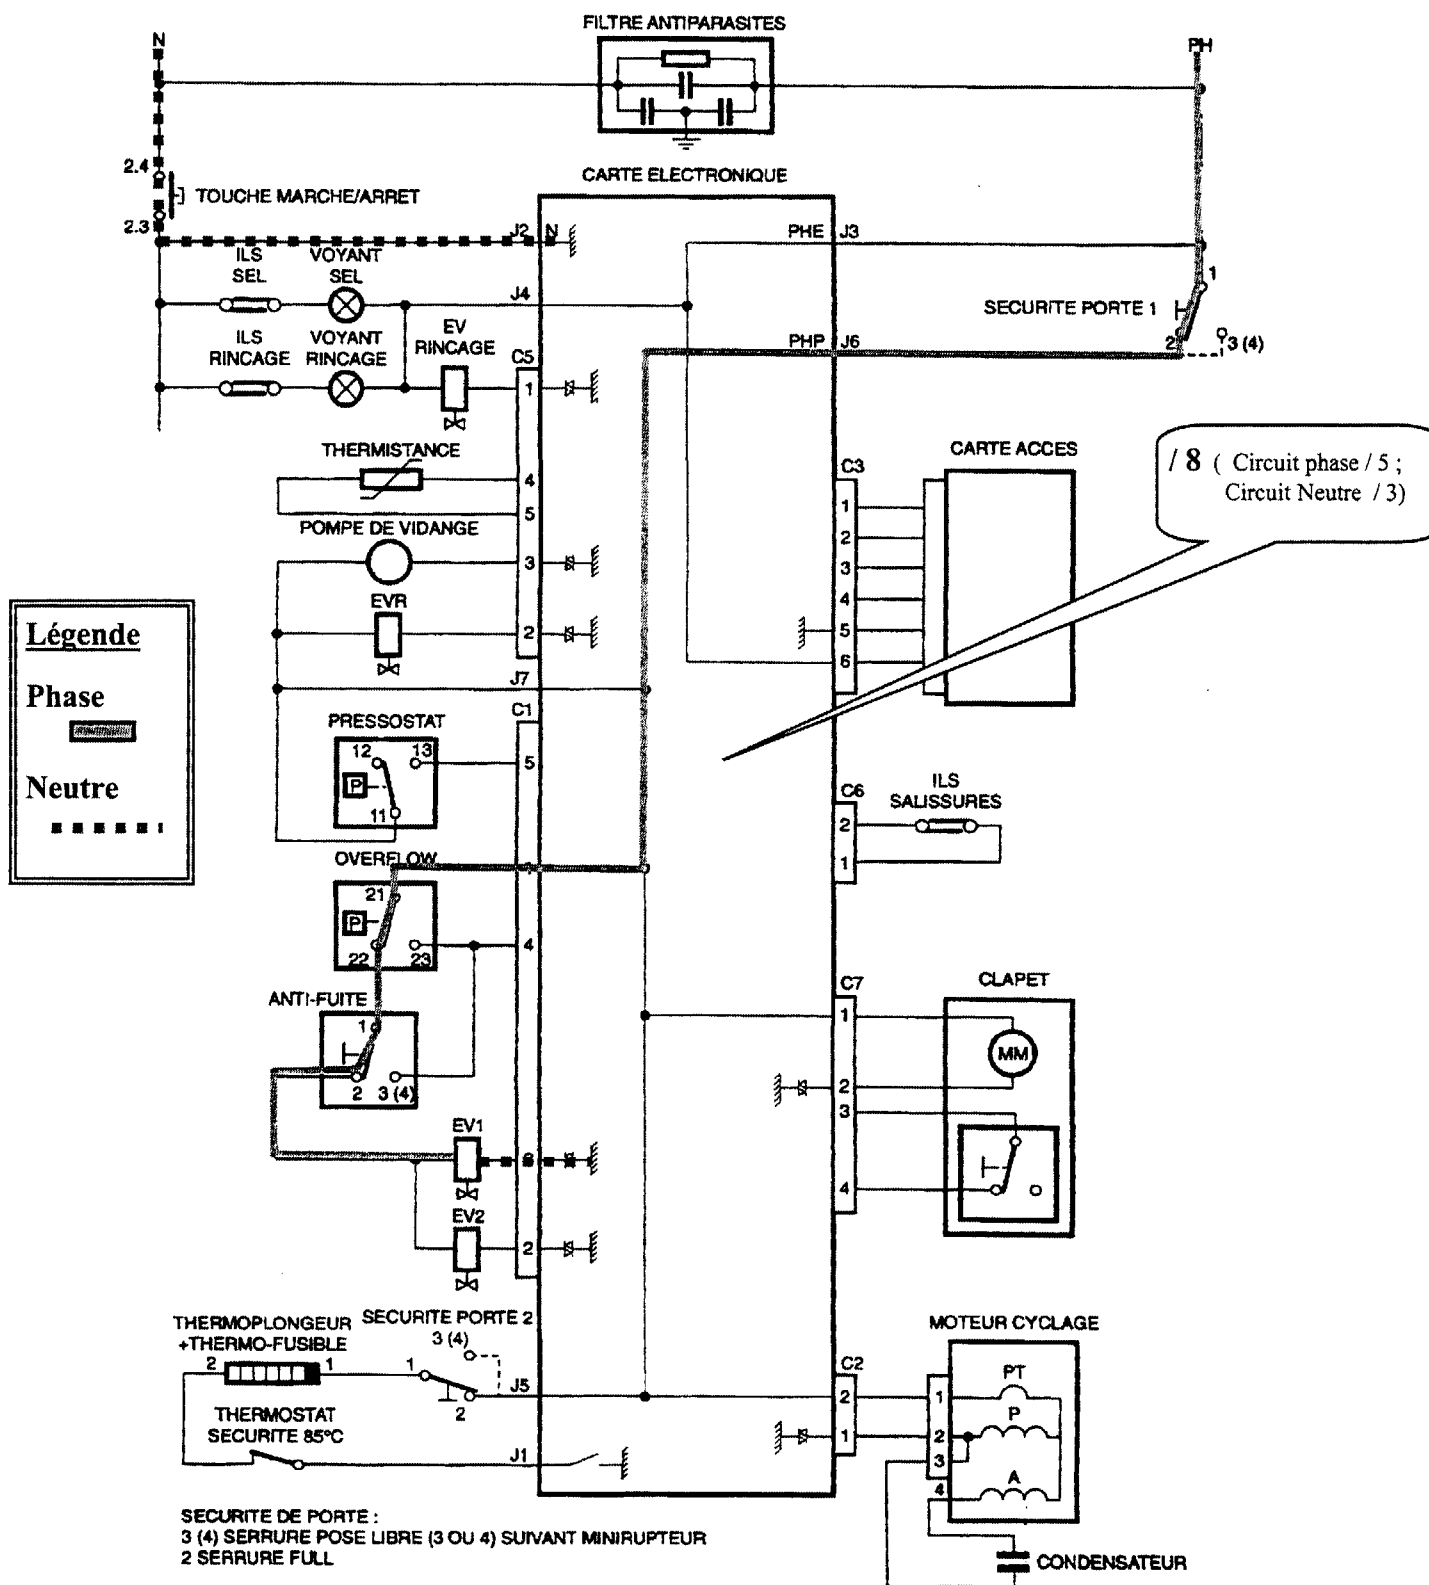 FILTRE ANTIPARASITES
N
PH
2.4
TOUCHE MARCHE/ARRET
2.3
CARTE ELECTRONIQUE
J2 N
PHE J3
ILS SEL
VOYANT SEL
J4
1
SECURITE PORTE 1
2
3 (4)
ILS RINCAGE
VOYANT RINCAGE
EV RINCAGE
C5
1
PHP J6
THERMISTANCE
4
5
POMPE DE VIDANGE
3
EVR
2
J7
C3
1
2
3
4
5
6
CARTE ACCES
/ 8 ( Circuit phase / 5 ;
Circuit Neutre / 3)
Légende
Phase
Neutre
PRESSOSTAT
12
13
P
11
C1
5
OVERFLOW
21
P
22
23
4
C6
2
1
ILS SALISSURES
ANTI-FUITE
1
2
3 (4)
EV1
EV2
2
C7
1
2
3
4
CLAPET
MM
THERMOPLONGEUR
+THERMO-FUSIBLE
2
1
SECURITE PORTE 2
3 (4)
1
2
J5
THERMOSTAT
SECURITE 85°C
J1
C2
2
1
MOTEUR CYCLAGE
1
2
3
4
PT
P
A
CONDENSATEUR
SECURITE DE PORTE :
3 (4) SERRURE POSE LIBRE (3 OU 4) SUIVANT MINIRUPTEUR
2 SERRURE FULL